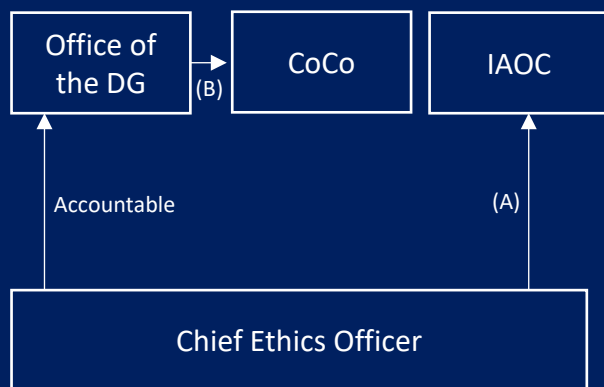 Office of
the DG
(B)
CoCo
IAOC
Accountable
(A)
Chief Ethics Officer